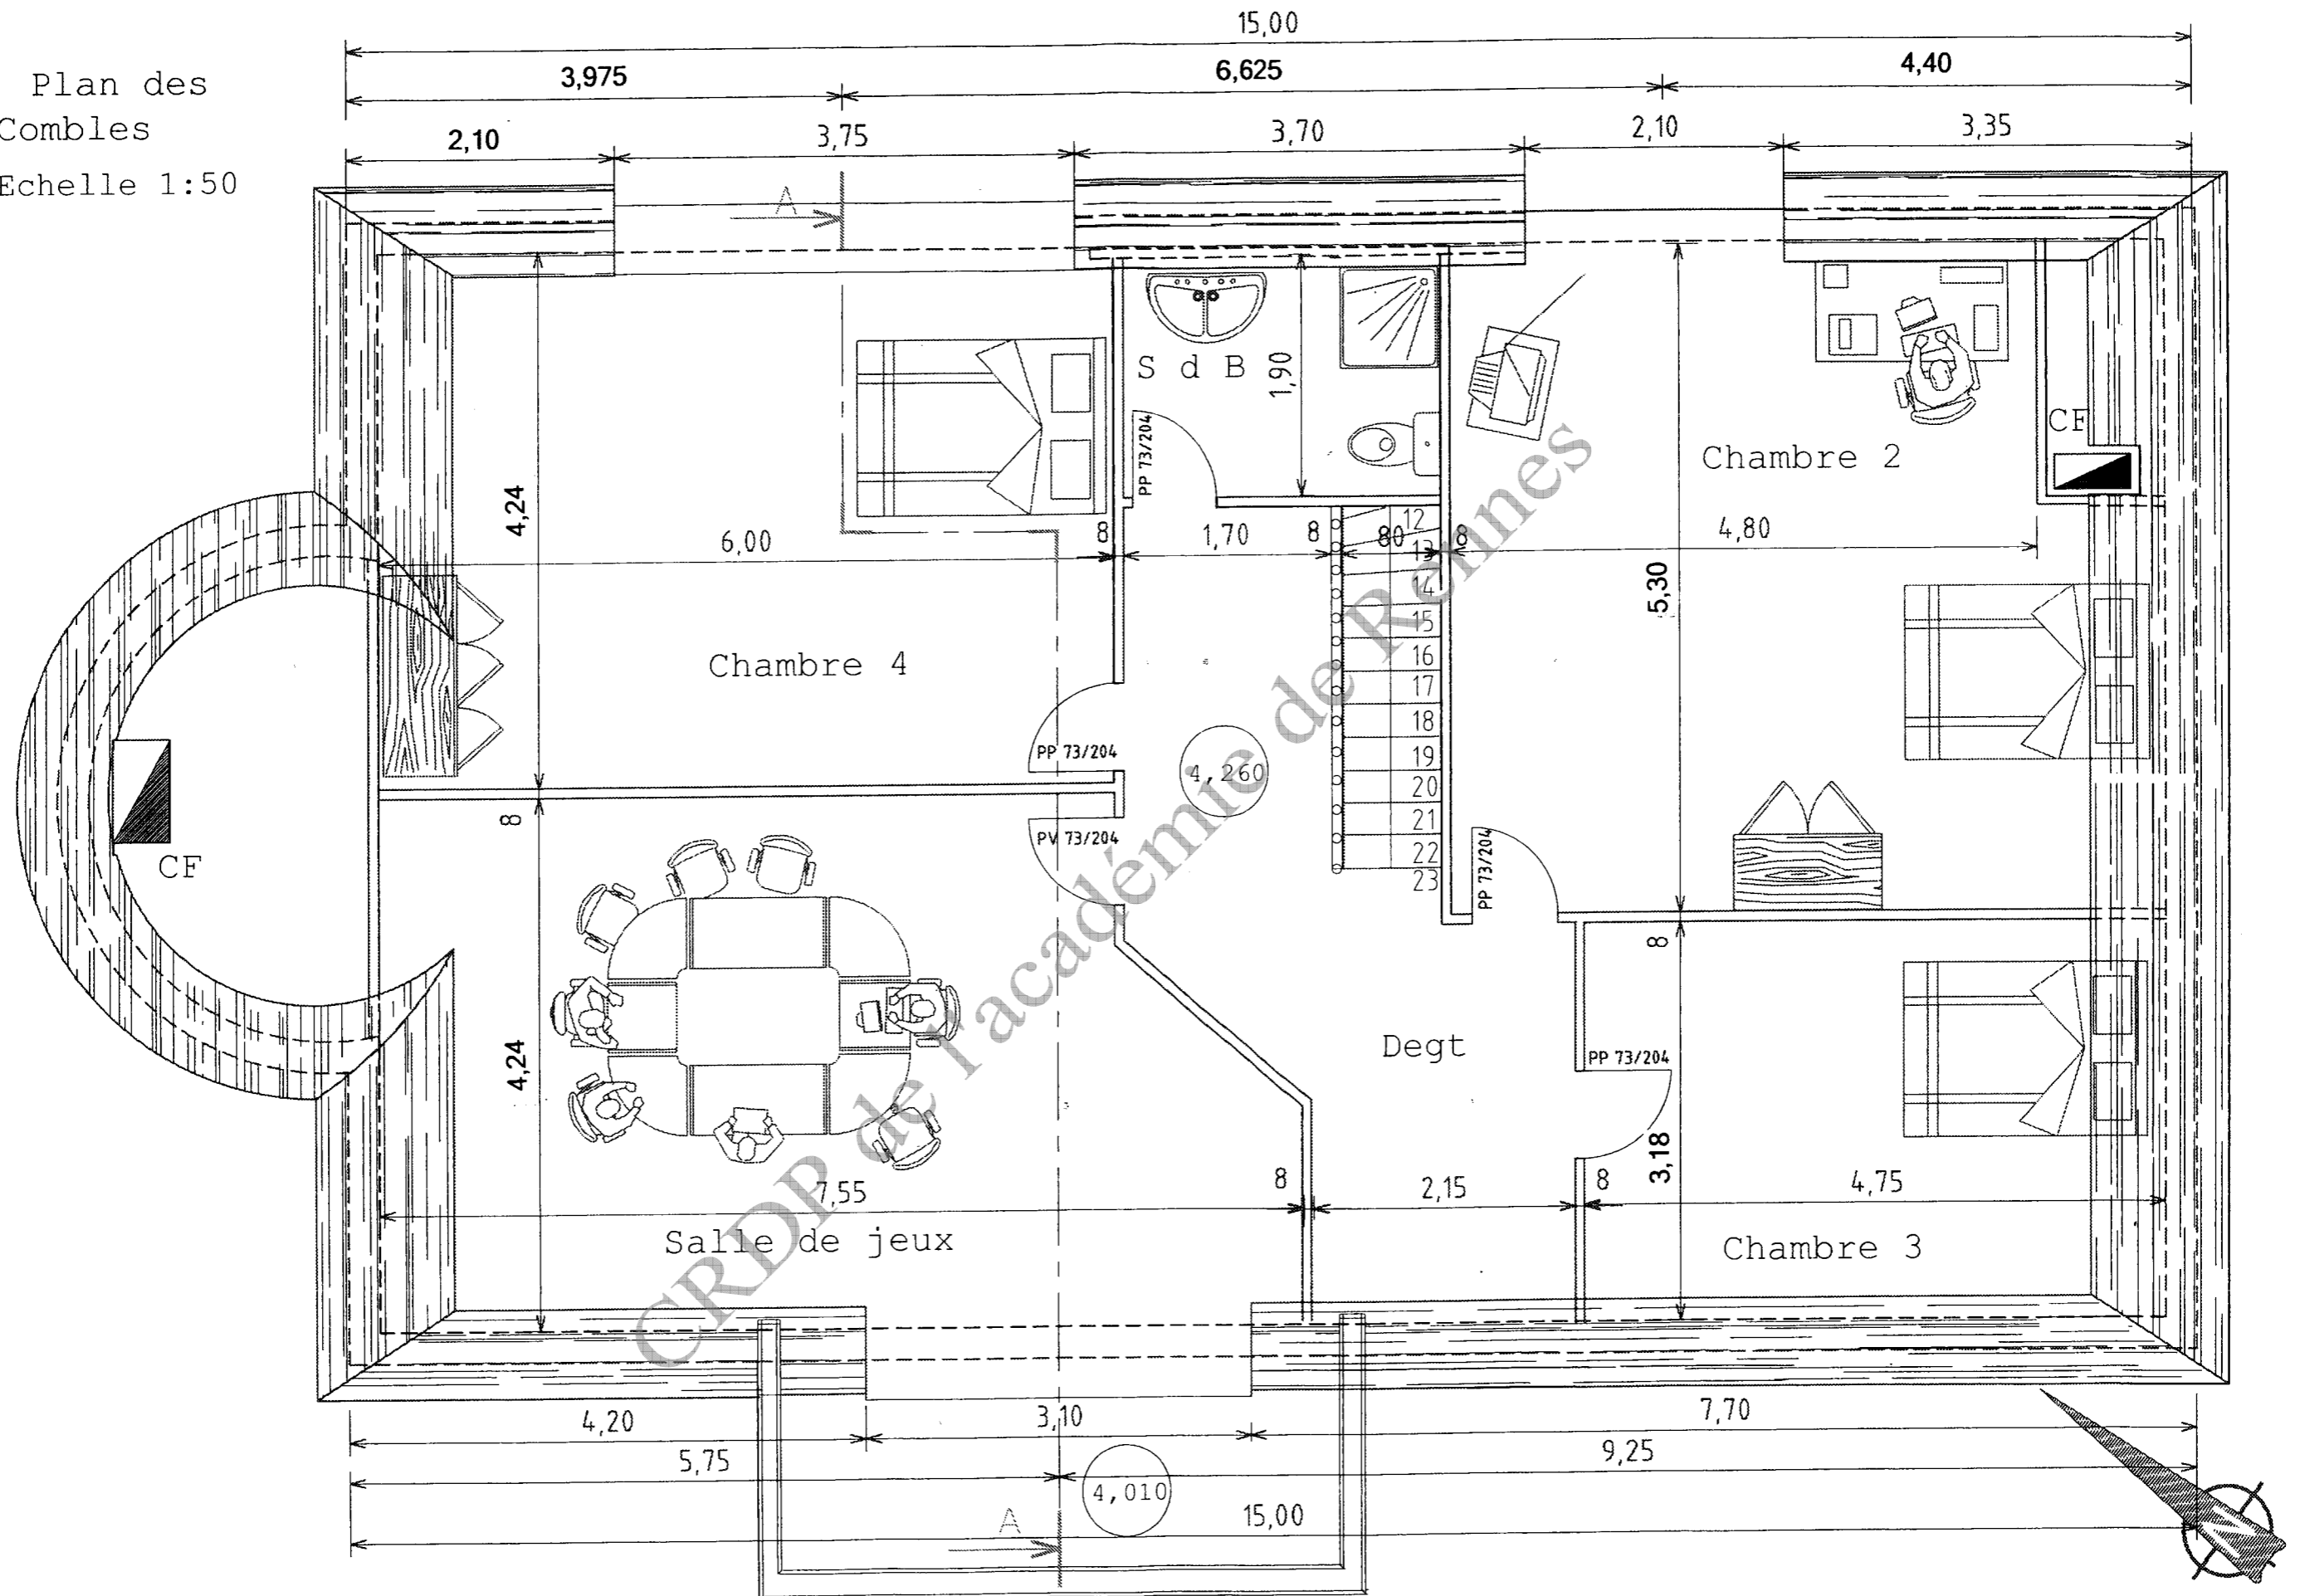 15,00
Plan des
Combles
Echelle 1:50
3,975
6,625
4,40
2,10
3,75
3,70
2,10
3,35
A
S d B
1,90
PP 73/204
CF
Chambre 2
4,24
5,30
6,00
8
1,70
8
80
8
4,80
12
13
14
15
16
17
18
19
20
21
22
23
Chambre 4
PP 73/204
4,260
8
PV 73/204
PP 73/204
CF
8
4,24
Degt
PP 73/204
3,18
7,55
8
2,15
8
4,75
Salle de jeux
Chambre 3
CRDP de l'académie de Rennes
4,20
3,10
7,70
5,75
9,25
4,010
A
15,00
N